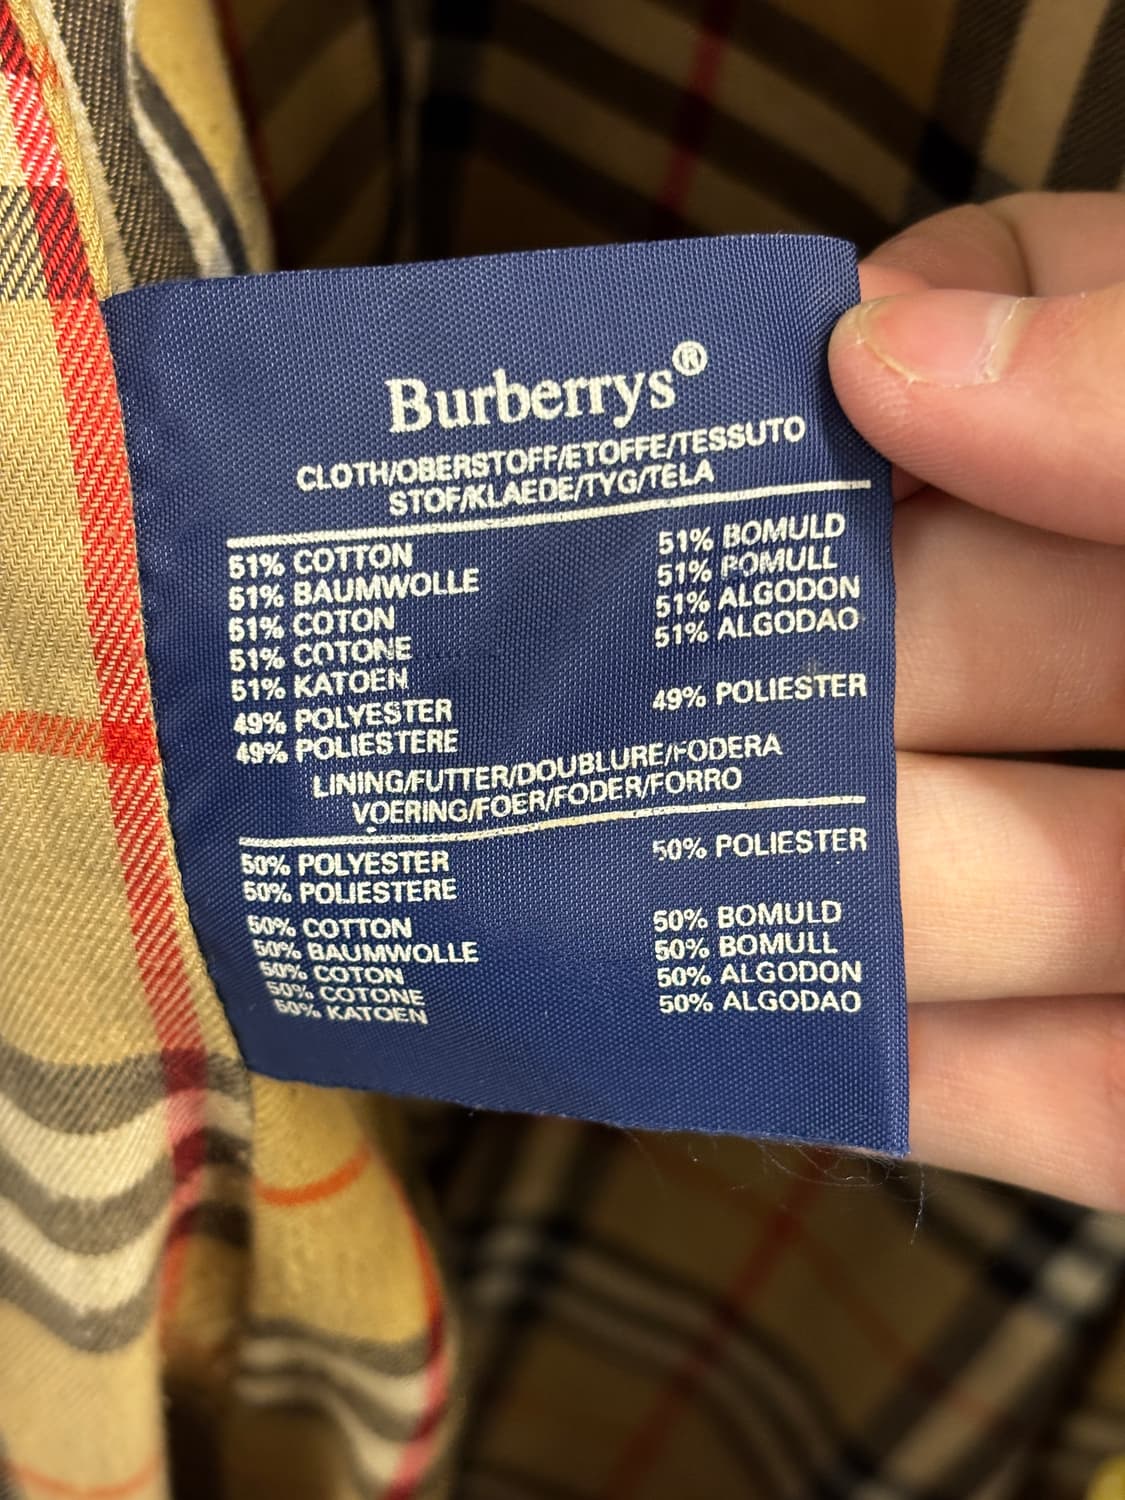 Burberrys®
CLOTH/OBERSTOFF/ETOFFE/TESSUTO
STOF/KLAEDE/TYG/TELA
51% COTTON
51% BAUMWOLLE
51% COTON
51% COTONE
51% KATOEN
49% POLYESTER
49% POLIESTERE
51% BOMULD
51% BOMULL
51% ALGODON
51% ALGODAO
49% POLIESTER
LINING/FUTTER/DOUBLURE/FODERA
VOERING/FOER/FODER/FORRO
50% POLYESTER
50% POLIESTERE
50% COTTON
50% BAUMWOLLE
50% COTON
50% COTONE
50% KATOEN
50% POLIESTER
50% BOMULD
50% BOMULL
50% ALGODON
50% ALGODAO